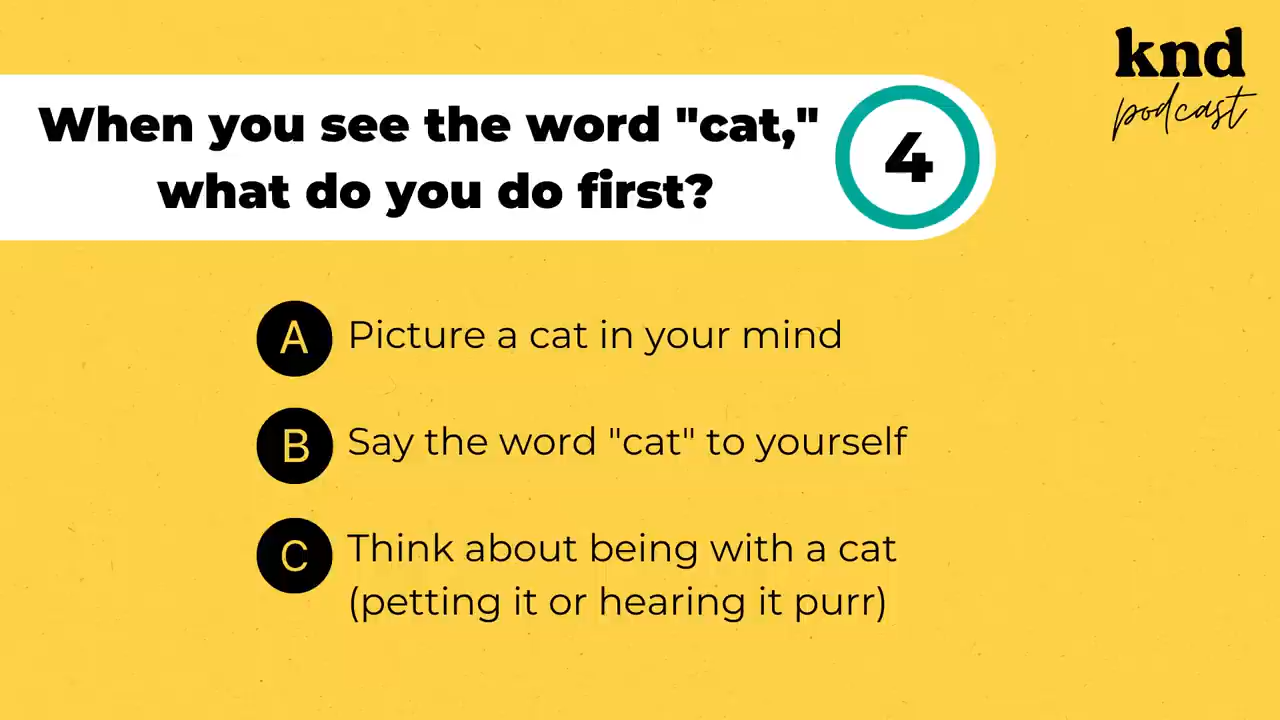 knd
podcast
When you see the word "cat,"
what do you do first?
4
A Picture a cat in your mind
B Say the word "cat" to yourself
C Think about being with a cat
(petting it or hearing it purr)